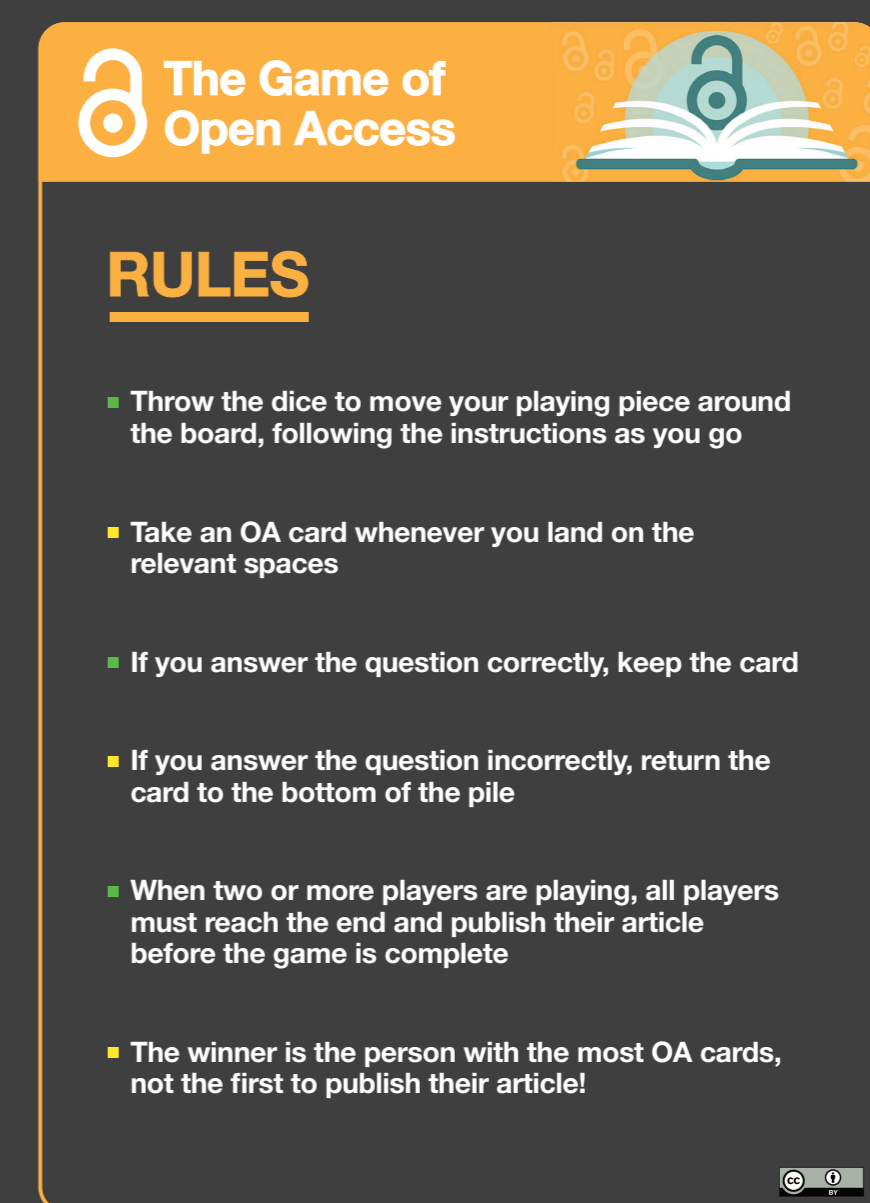 The Game of
Open Access
RULES
Throw the dice to move your playing piece around
the board, following the instructions as you go
Take an OA card whenever you land on the
relevant spaces
If you answer the question correctly, keep the card
If you answer the question incorrectly, return the
card to the bottom of the pile
When two or more players are playing, all players
must reach the end and publish their article
before the game is complete
The winner is the person with the most OA cards,
not the first to publish their article!
cc
BY